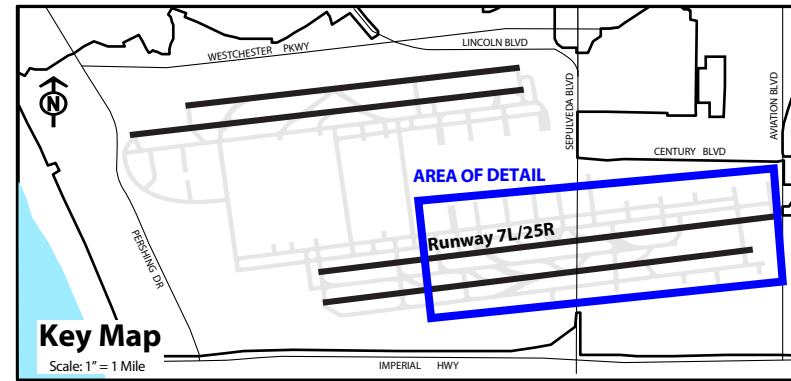 WESTCHESTER PKWY
LINCOLN BLVD
SEPULVEDA BLVD
AVIATION BLVD
N
CENTURY BLVD
AREA OF DETAIL
Runway 7L/25R
PERSHING DR
Key Map
Scale: 1" = 1 Mile
IMPERIAL HWY